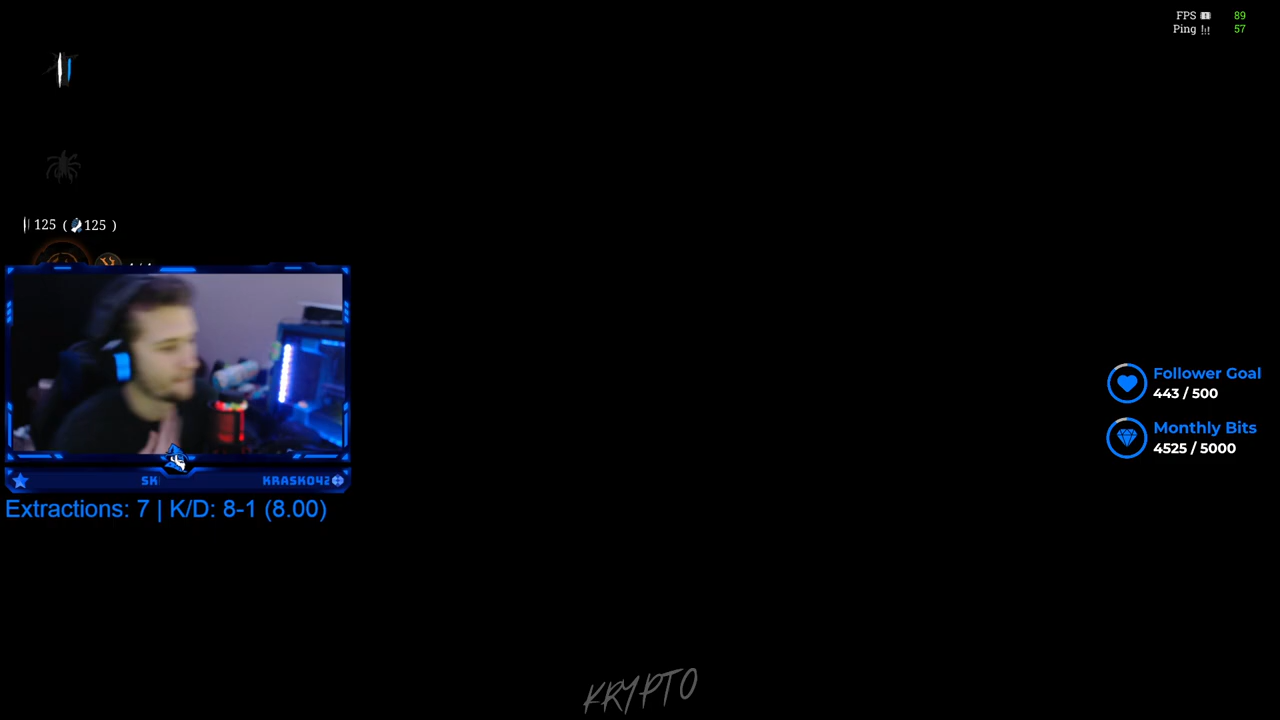 FPS 89
Ping 57
125 ( 125 )
Follower Goal
443 / 500
Monthly Bits
4525 / 5000
SK
KRASK042
Extractions: 7 | K/D: 8-1 (8.00)
KRYPTO